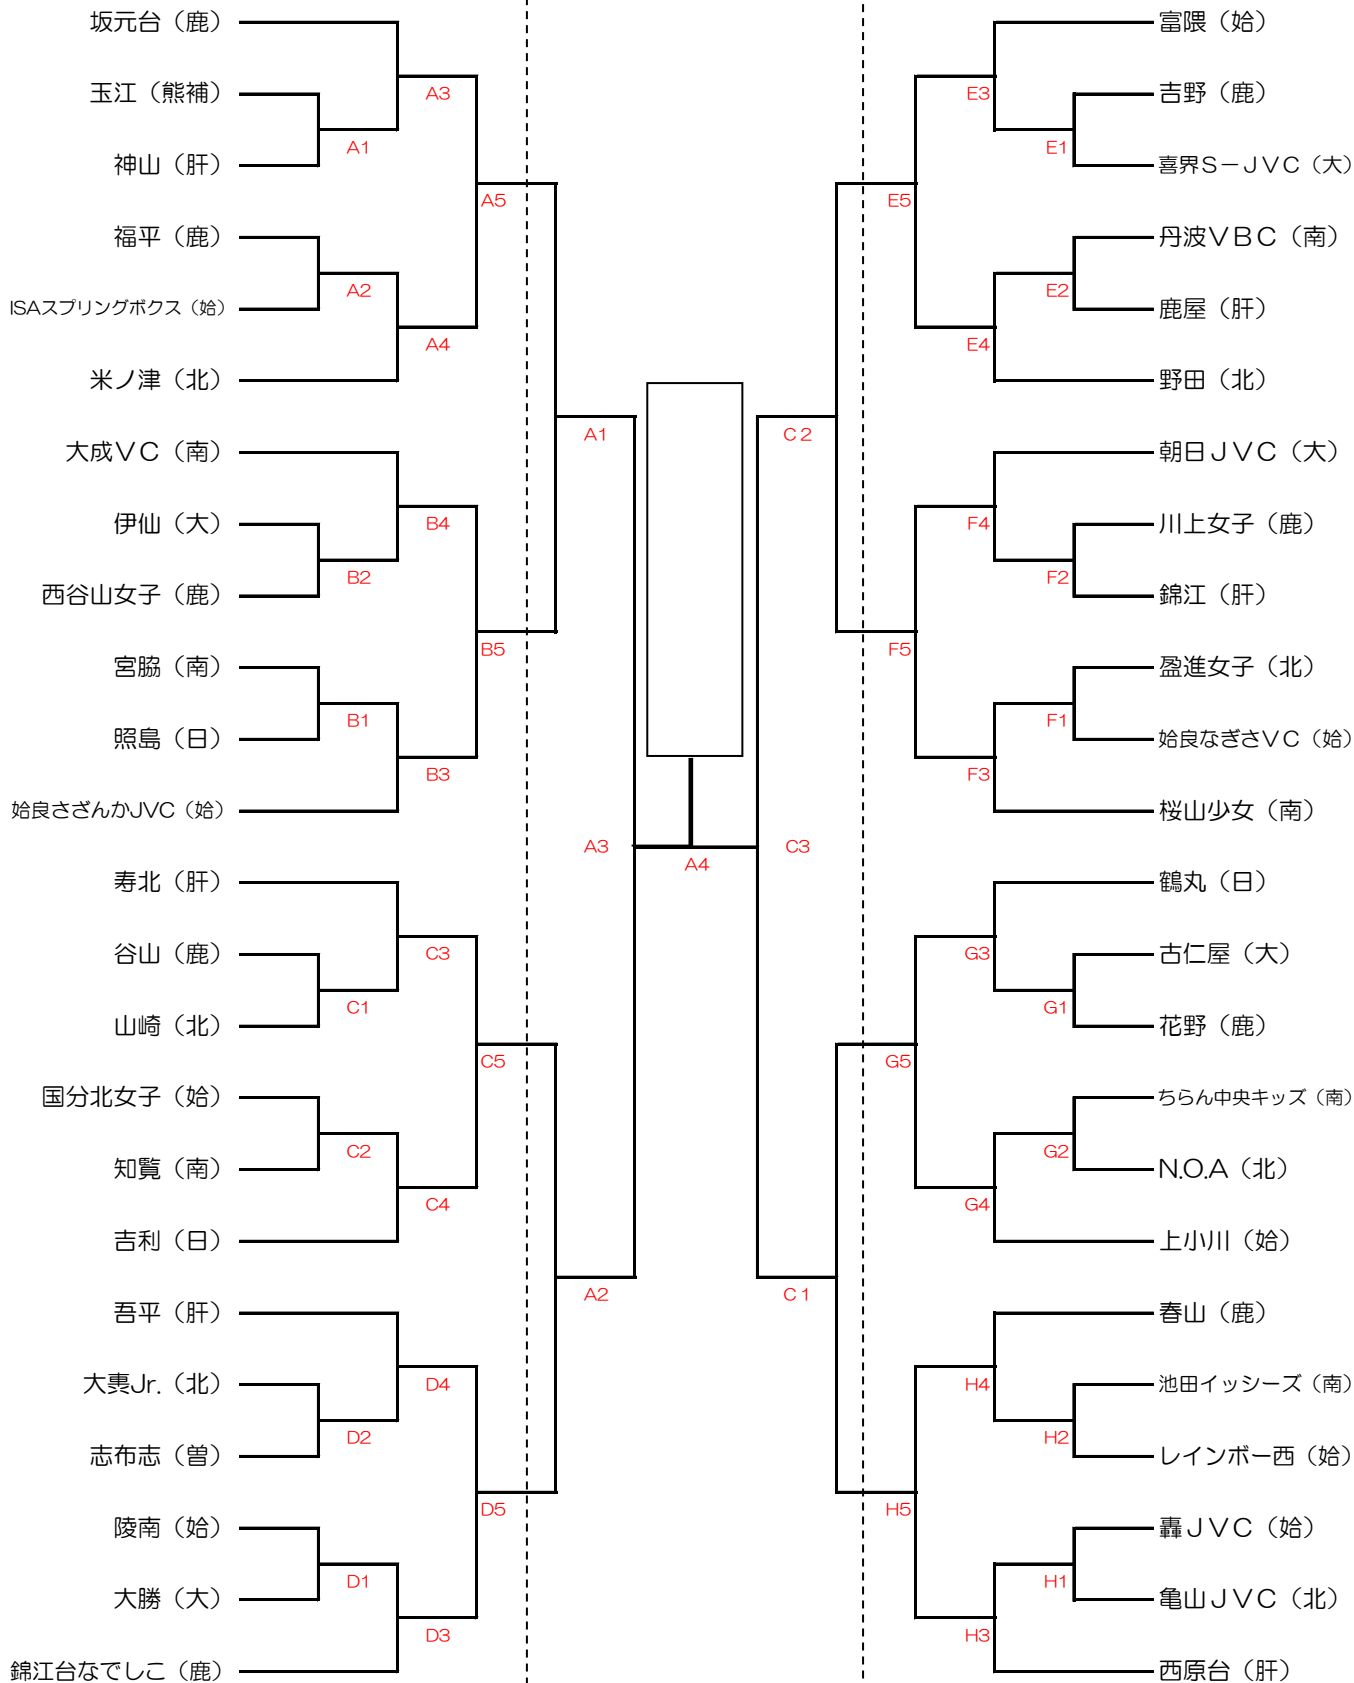 坂元台（鹿）
玉江（熊補）
神山（肝）
福平（鹿）
ISAスプリングボクス（姶）
米ノ津（北）
大成ＶＣ（南）
伊仙（大）
西谷山女子（鹿）
宮脇（南）
照島（日）
姶良さざんかJVC（姶）
寿北（肝）
谷山（鹿）
山崎（北）
国分北女子（姶）
知覧（南）
吉利（日）
吾平（肝）
大奏Jr.（北）
志布志（曽）
陵南（姶）
大勝（大）
錦江台なでしこ（鹿）
A3
A1
A5
A2
A4
B4
B2
B5
B1
B3
C3
C1
C5
C2
C4
D4
D2
D5
D1
D3
A1
A3
A2
A4
C2
C3
C1
E3
E1
E5
E2
E4
F4
F2
F5
F1
F3
G3
G1
G5
G2
G4
H4
H2
H5
H1
H3
富隈（姶）
吉野（鹿）
喜界Ｓ－ＪＶＣ（大）
丹波ＶＢＣ（南）
鹿屋（肝）
野田（北）
朝日ＪＶＣ（大）
川上女子（鹿）
錦江（肝）
盈進女子（北）
姶良なぎさＶＣ（姶）
桜山少女（南）
鶴丸（日）
古仁屋（大）
花野（鹿）
ちらん中央キッズ（南）
N.O.A（北）
上小川（姶）
春山（鹿）
池田イッシーズ（南）
レインボー西（姶）
轟ＪＶＣ（姶）
亀山ＪＶＣ（北）
西原台（肝）